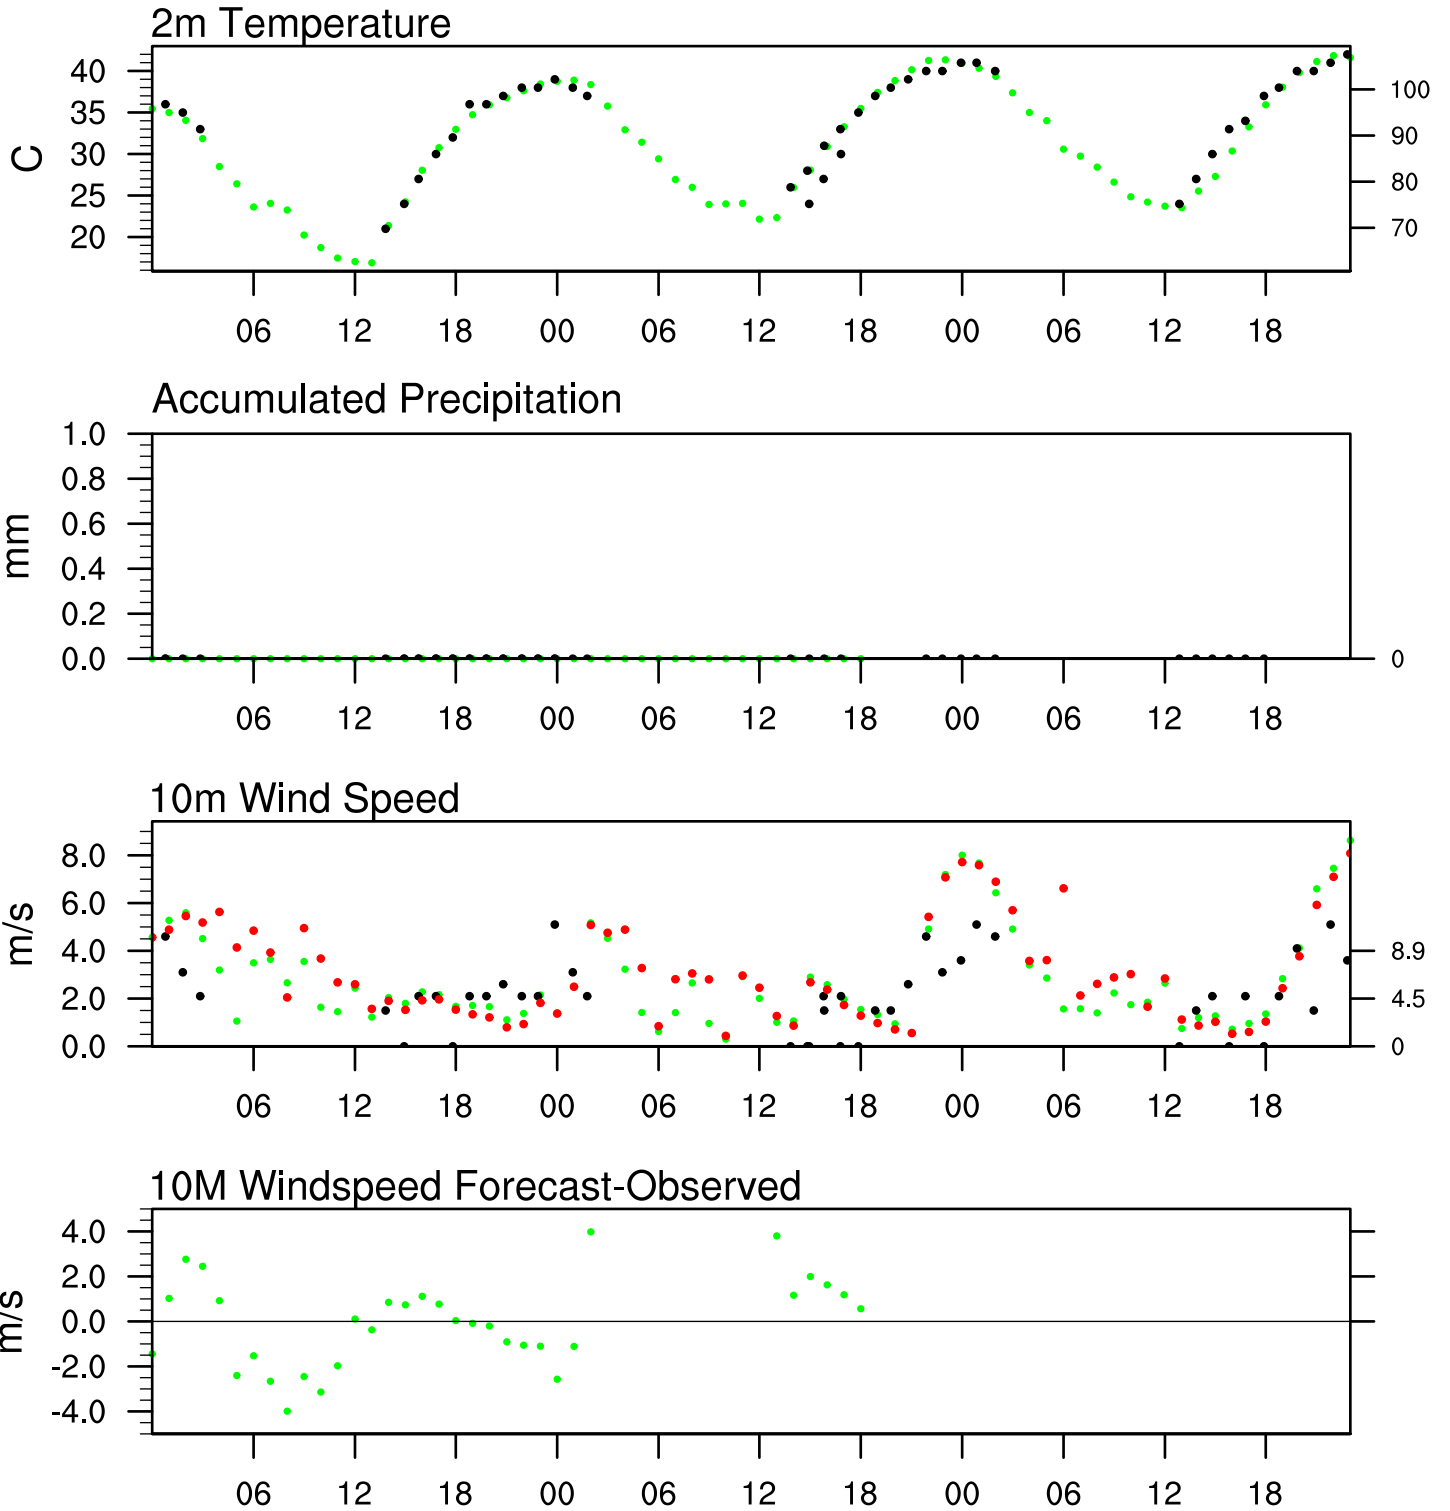 2m Temperature
40
35
30
25
20
C
100
90
80
70
06 12 18 00 06 12 18 00 06 12 18
Accumulated Precipitation
1.0
0.8
0.6
0.4
0.2
0.0
mm
0
06 12 18 00 06 12 18 00 06 12 18
10m Wind Speed
8.0
6.0
4.0
2.0
0.0
m/s
8.9
4.5
0
06 12 18 00 06 12 18 00 06 12 18
10M Windspeed Forecast-Observed
4.0
2.0
0.0
-2.0
-4.0
m/s
06 12 18 00 06 12 18 00 06 12 18